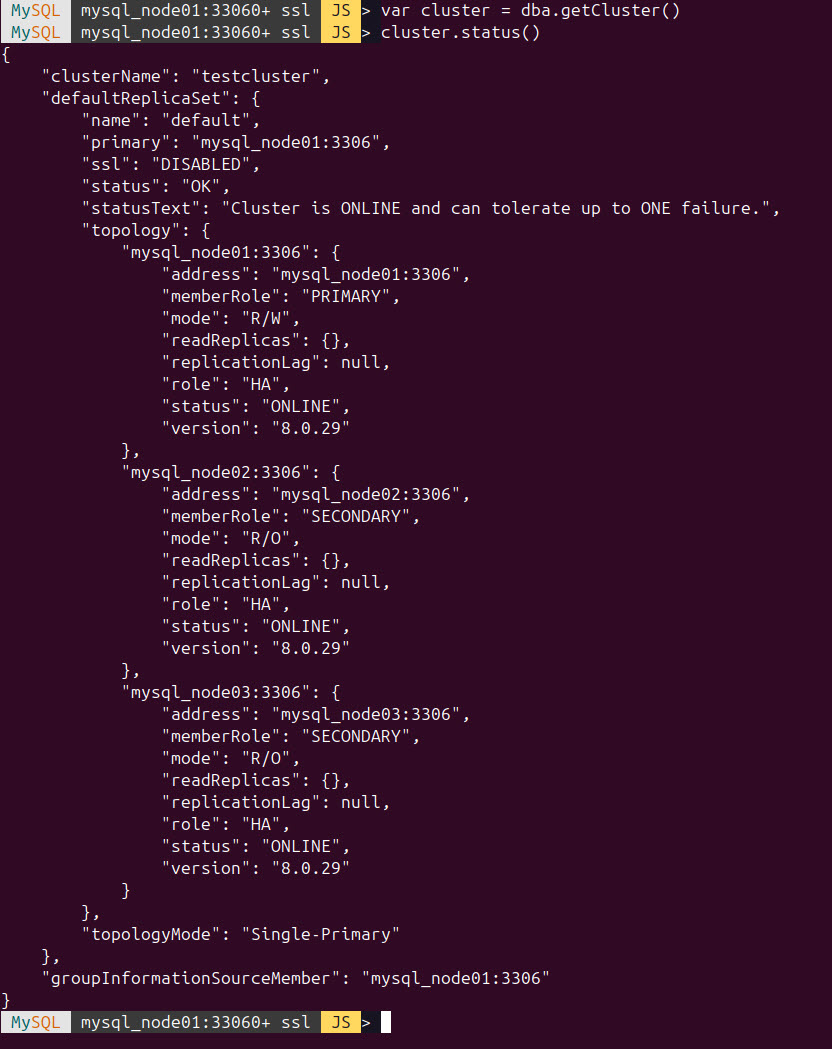 MySQL mysql_node01:33060+ ssl JS > var cluster = dba.getCluster()
MySQL mysql_node01:33060+ ssl JS > cluster.status()
{
    "clusterName": "testcluster",
    "defaultReplicaSet": {
        "name": "default",
        "primary": "mysql_node01:3306",
        "ssl": "DISABLED",
        "status": "OK",
        "statusText": "Cluster is ONLINE and can tolerate up to ONE failure.",
        "topology": {
            "mysql_node01:3306": {
                "address": "mysql_node01:3306",
                "memberRole": "PRIMARY",
                "mode": "R/W",
                "readReplicas": {},
                "replicationLag": null,
                "role": "HA",
                "status": "ONLINE",
                "version": "8.0.29"
            },
            "mysql_node02:3306": {
                "address": "mysql_node02:3306",
                "memberRole": "SECONDARY",
                "mode": "R/O",
                "readReplicas": {},
                "replicationLag": null,
                "role": "HA",
                "status": "ONLINE",
                "version": "8.0.29"
            },
            "mysql_node03:3306": {
                "address": "mysql_node03:3306",
                "memberRole": "SECONDARY",
                "mode": "R/O",
                "readReplicas": {},
                "replicationLag": null,
                "role": "HA",
                "status": "ONLINE",
                "version": "8.0.29"
            }
        },
        "topologyMode": "Single-Primary"
    },
    "groupInformationSourceMember": "mysql_node01:3306"
}
MySQL mysql_node01:33060+ ssl JS >